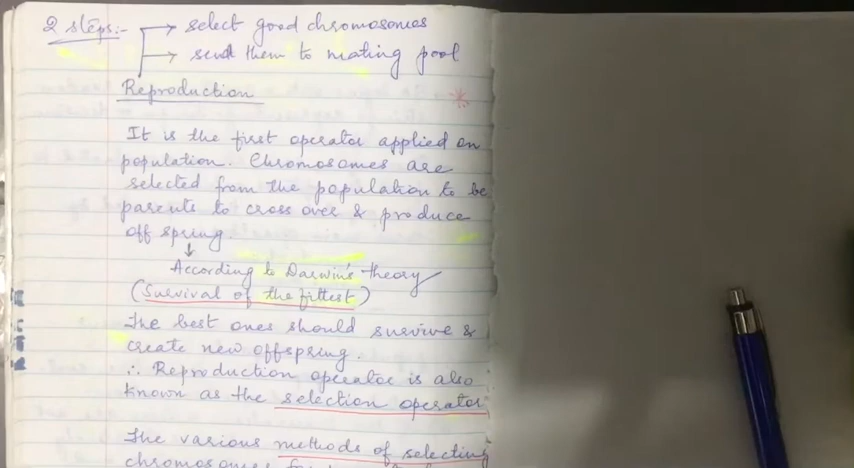 2 steps:- → select good chromosomes
→ send them to mating pool
Reproduction
It is the first operator applied on
population. Chromosomes are
selected from the population to be
parents to cross over & produce
off spring.
↓
According to Darwin's theory
(Survival of the fittest)
The best ones should survive &
create new offspring.
∴ Reproduction operator is also
known as the selection operator
The various methods of selecting
chromosomes for